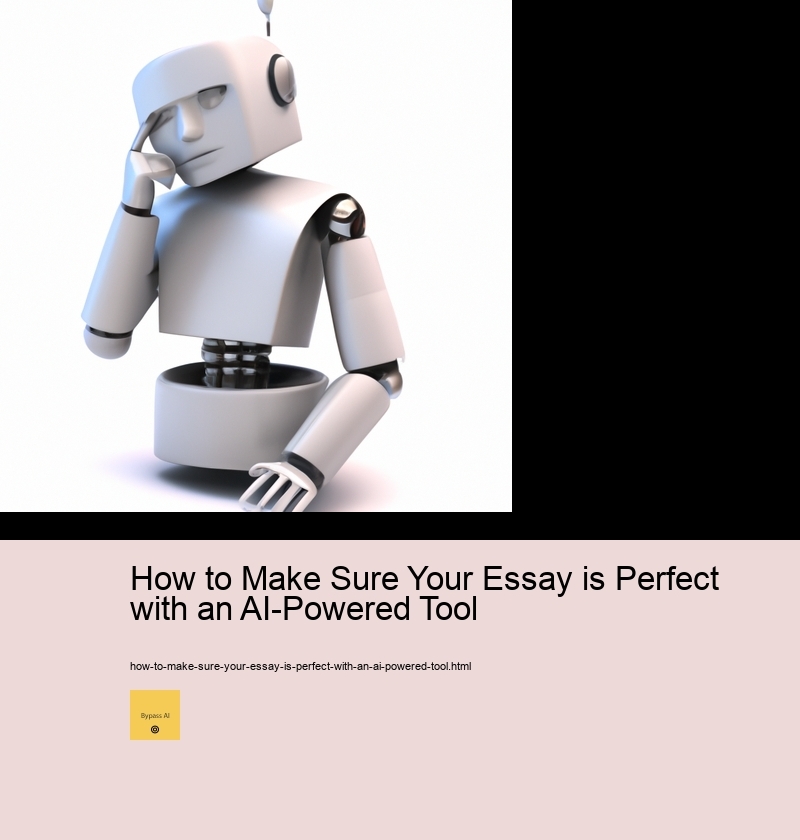 How to Make Sure Your Essay is Perfect
with an AI-Powered Tool
how-to-make-sure-your-essay-is-perfect-with-an-ai-powered-tool.html
Bypass AI